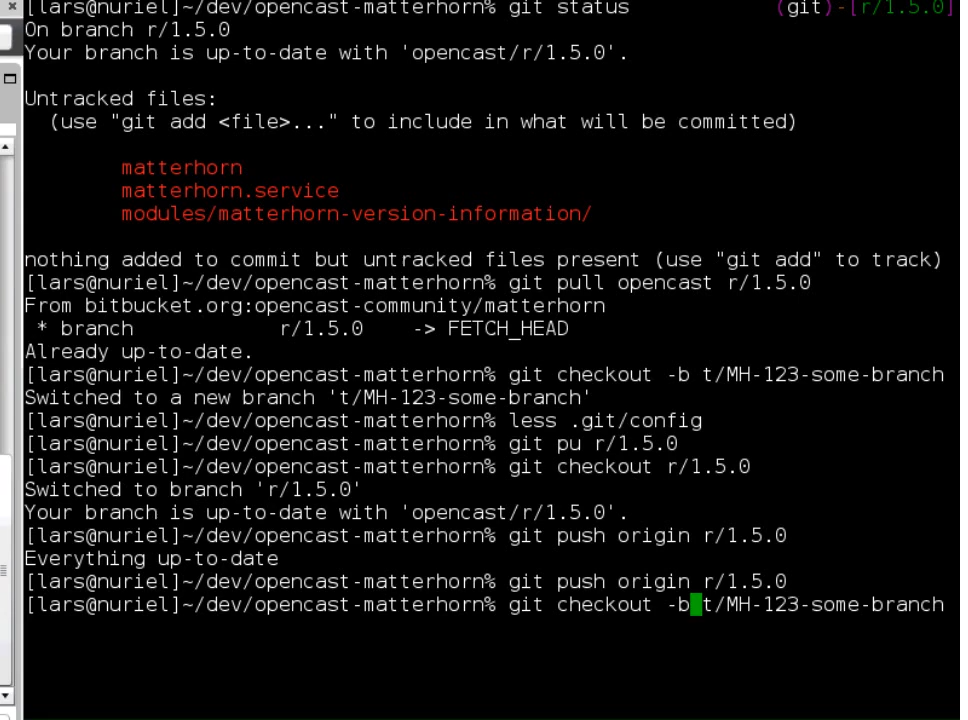 [lars@nuriel]~/dev/opencast-matterhorn% git status (git)-[r/1.5.0]
On branch r/1.5.0
Your branch is up-to-date with 'opencast/r/1.5.0'.
Untracked files:
(use "git add <file>..." to include in what will be committed)
matterhorn
matterhorn.service
modules/matterhorn-version-information/
nothing added to commit but untracked files present (use "git add" to track)
[lars@nuriel]~/dev/opencast-matterhorn% git pull opencast r/1.5.0
From bitbucket.org:opencast-community/matterhorn
* branch r/1.5.0 -> FETCH_HEAD
Already up-to-date.
[lars@nuriel]~/dev/opencast-matterhorn% git checkout -b t/MH-123-some-branch
Switched to a new branch 't/MH-123-some-branch'
[lars@nuriel]~/dev/opencast-matterhorn% less .git/config
[lars@nuriel]~/dev/opencast-matterhorn% git pu r/1.5.0
[lars@nuriel]~/dev/opencast-matterhorn% git checkout r/1.5.0
Switched to branch 'r/1.5.0'
Your branch is up-to-date with 'opencast/r/1.5.0'.
[lars@nuriel]~/dev/opencast-matterhorn% git push origin r/1.5.0
Everything up-to-date
[lars@nuriel]~/dev/opencast-matterhorn% git push origin r/1.5.0
[lars@nuriel]~/dev/opencast-matterhorn% git checkout -b t/MH-123-some-branch